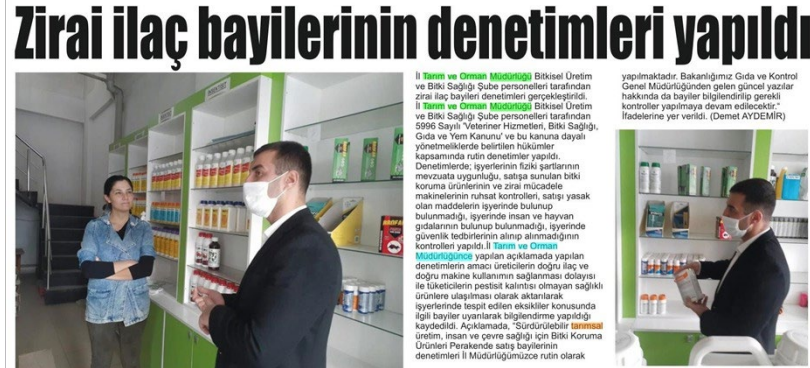 Zirai ilaç bayilerinin denetimleri yapıldı
İl Tarım ve Orman Müdürlüğü Bitkisel Üretim
ve Bitki Sağlığı Şube personelleri tarafından
zirai ilaç bayileri denetimleri gerçekleştirildi.
İl Tarım ve Orman Müdürlüğü Bitkisel Üretim
ve Bitki Sağlığı Şube personelleri tarafından
5996 Sayılı 'Veteriner Hizmetleri, Bitki Sağlığı,
Gıda ve Yem Kanunu' ve bu kanuna dayalı
yönetmeliklerde belirtilen hükümler
kapsamında rutin denetimler yapıldı.
Denetimlerde; işyerlerinin fiziki şartlarının
mevzuata uygunluğu, satışa sunulan bitki
koruma ürünlerinin ve zirai mücadele
makinelerinin ruhsat kontrolleri, satışı yasak
olan maddelerin işyerinde bulunup
bulunmadığı, işyerinde insan ve hayvan
gıdalarının bulunup bulunmadığı, işyerinde
güvenlik tedbirlerinin alınıp alınmadığının
kontrolleri yapıldı.İl Tarım ve Orman
Müdürlüğünce yapılan açıklamada yapılan
denetimlerin amacı üreticilerin doğru ilaç ve
doğru makine kullanımın sağlanması dolayısı
ile tüketicilerin pestisit kalıntısı olmayan sağlıklı
ürünlere ulaşılması olarak aktarılarak
işyerlerinde tespit edilen eksikliler konusunda
ilgili bayiler uyarılarak bilgilendirme yapıldığı
kaydedildi. Açıklamada, "Sürdürülebilir tarımsal
üretim, insan ve çevre sağlığı için Bitki Koruma
Ürünleri Perakende satış bayilerinin
denetimleri İl Müdürlüğümüzce rutin olarak
yapılmaktadır. Bakanlığımız Gıda ve Kontrol
Genel Müdürlüğünden gelen güncel yazılar
hakkında da bayiler bilgilendirilip gerekli
kontroller yapılmaya devam edilecektir."
İfadelerine yer verildi. (Demet AYDEMİR)